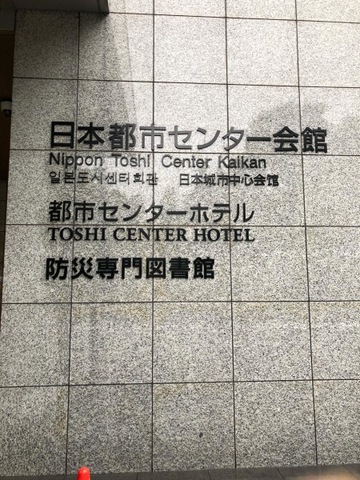 日本都市センター会館
Nippon Toshi Center Kaikan
일본도시센터회관 日本城市中心会馆
都市センターホテル
TOSHI CENTER HOTEL
防災専門図書館